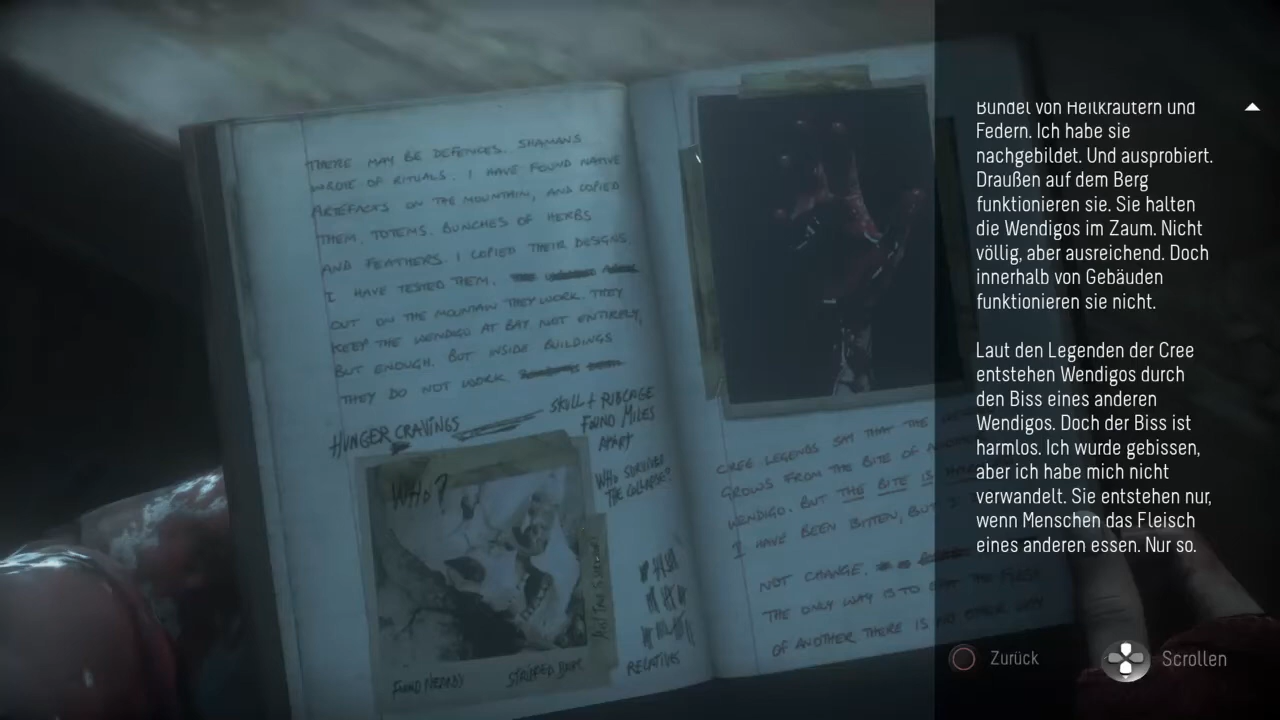 THERE MAY BE DEFENCES. SHAMANS
WROTE OF RITUALS. I HAVE FOUND NATIVE
ARTEFACTS ON THE MOUNTAIN, AND COPIED
THEM. TOTEMS. BUNCHES OF HERBS
AND FEATHERS. I COPIED THEIR DESIGNS.
I HAVE TESTED THEM.
OUT ON THE MOUNTAIN THEY WORK. THEY
KEEP THE WENDIGO AT BAY NOT ENTIRELY,
BUT ENOUGH. BUT INSIDE BUILDINGS
THEY DO NOT WORK.
HUNGER CRAVINGS
SKULL + RIBCAGE
FOUND MILES
APART
WHO SURVIVED
THE COLLAPSE?
WHO?
RELATIVES
FOUND NEARBY
STRIPPED BARE
CREE LEGENDS SAY THAT THE
GROWS FROM THE BITE OF
WENDIGO. BUT THE BITE IS
I HAVE BEEN BITTEN, BUT I
NOT CHANGE.
THE ONLY WAY IS TO EAT THE FLESH
OF ANOTHER THERE IS NO OTHER WAY
Bündel von Heilkräutern und
Federn. Ich habe sie
nachgebildet. Und ausprobiert.
Draußen auf dem Berg
funktionieren sie. Sie halten
die Wendigos im Zaum. Nicht
völlig, aber ausreichend. Doch
innerhalb von Gebäuden
funktionieren sie nicht.
Laut den Legenden der Cree
entstehen Wendigos durch
den Biss eines anderen
Wendigos. Doch der Biss ist
harmlos. Ich wurde gebissen,
aber ich habe mich nicht
verwandelt. Sie entstehen nur,
wenn Menschen das Fleisch
eines anderen essen. Nur so.
Zurück
Scrollen